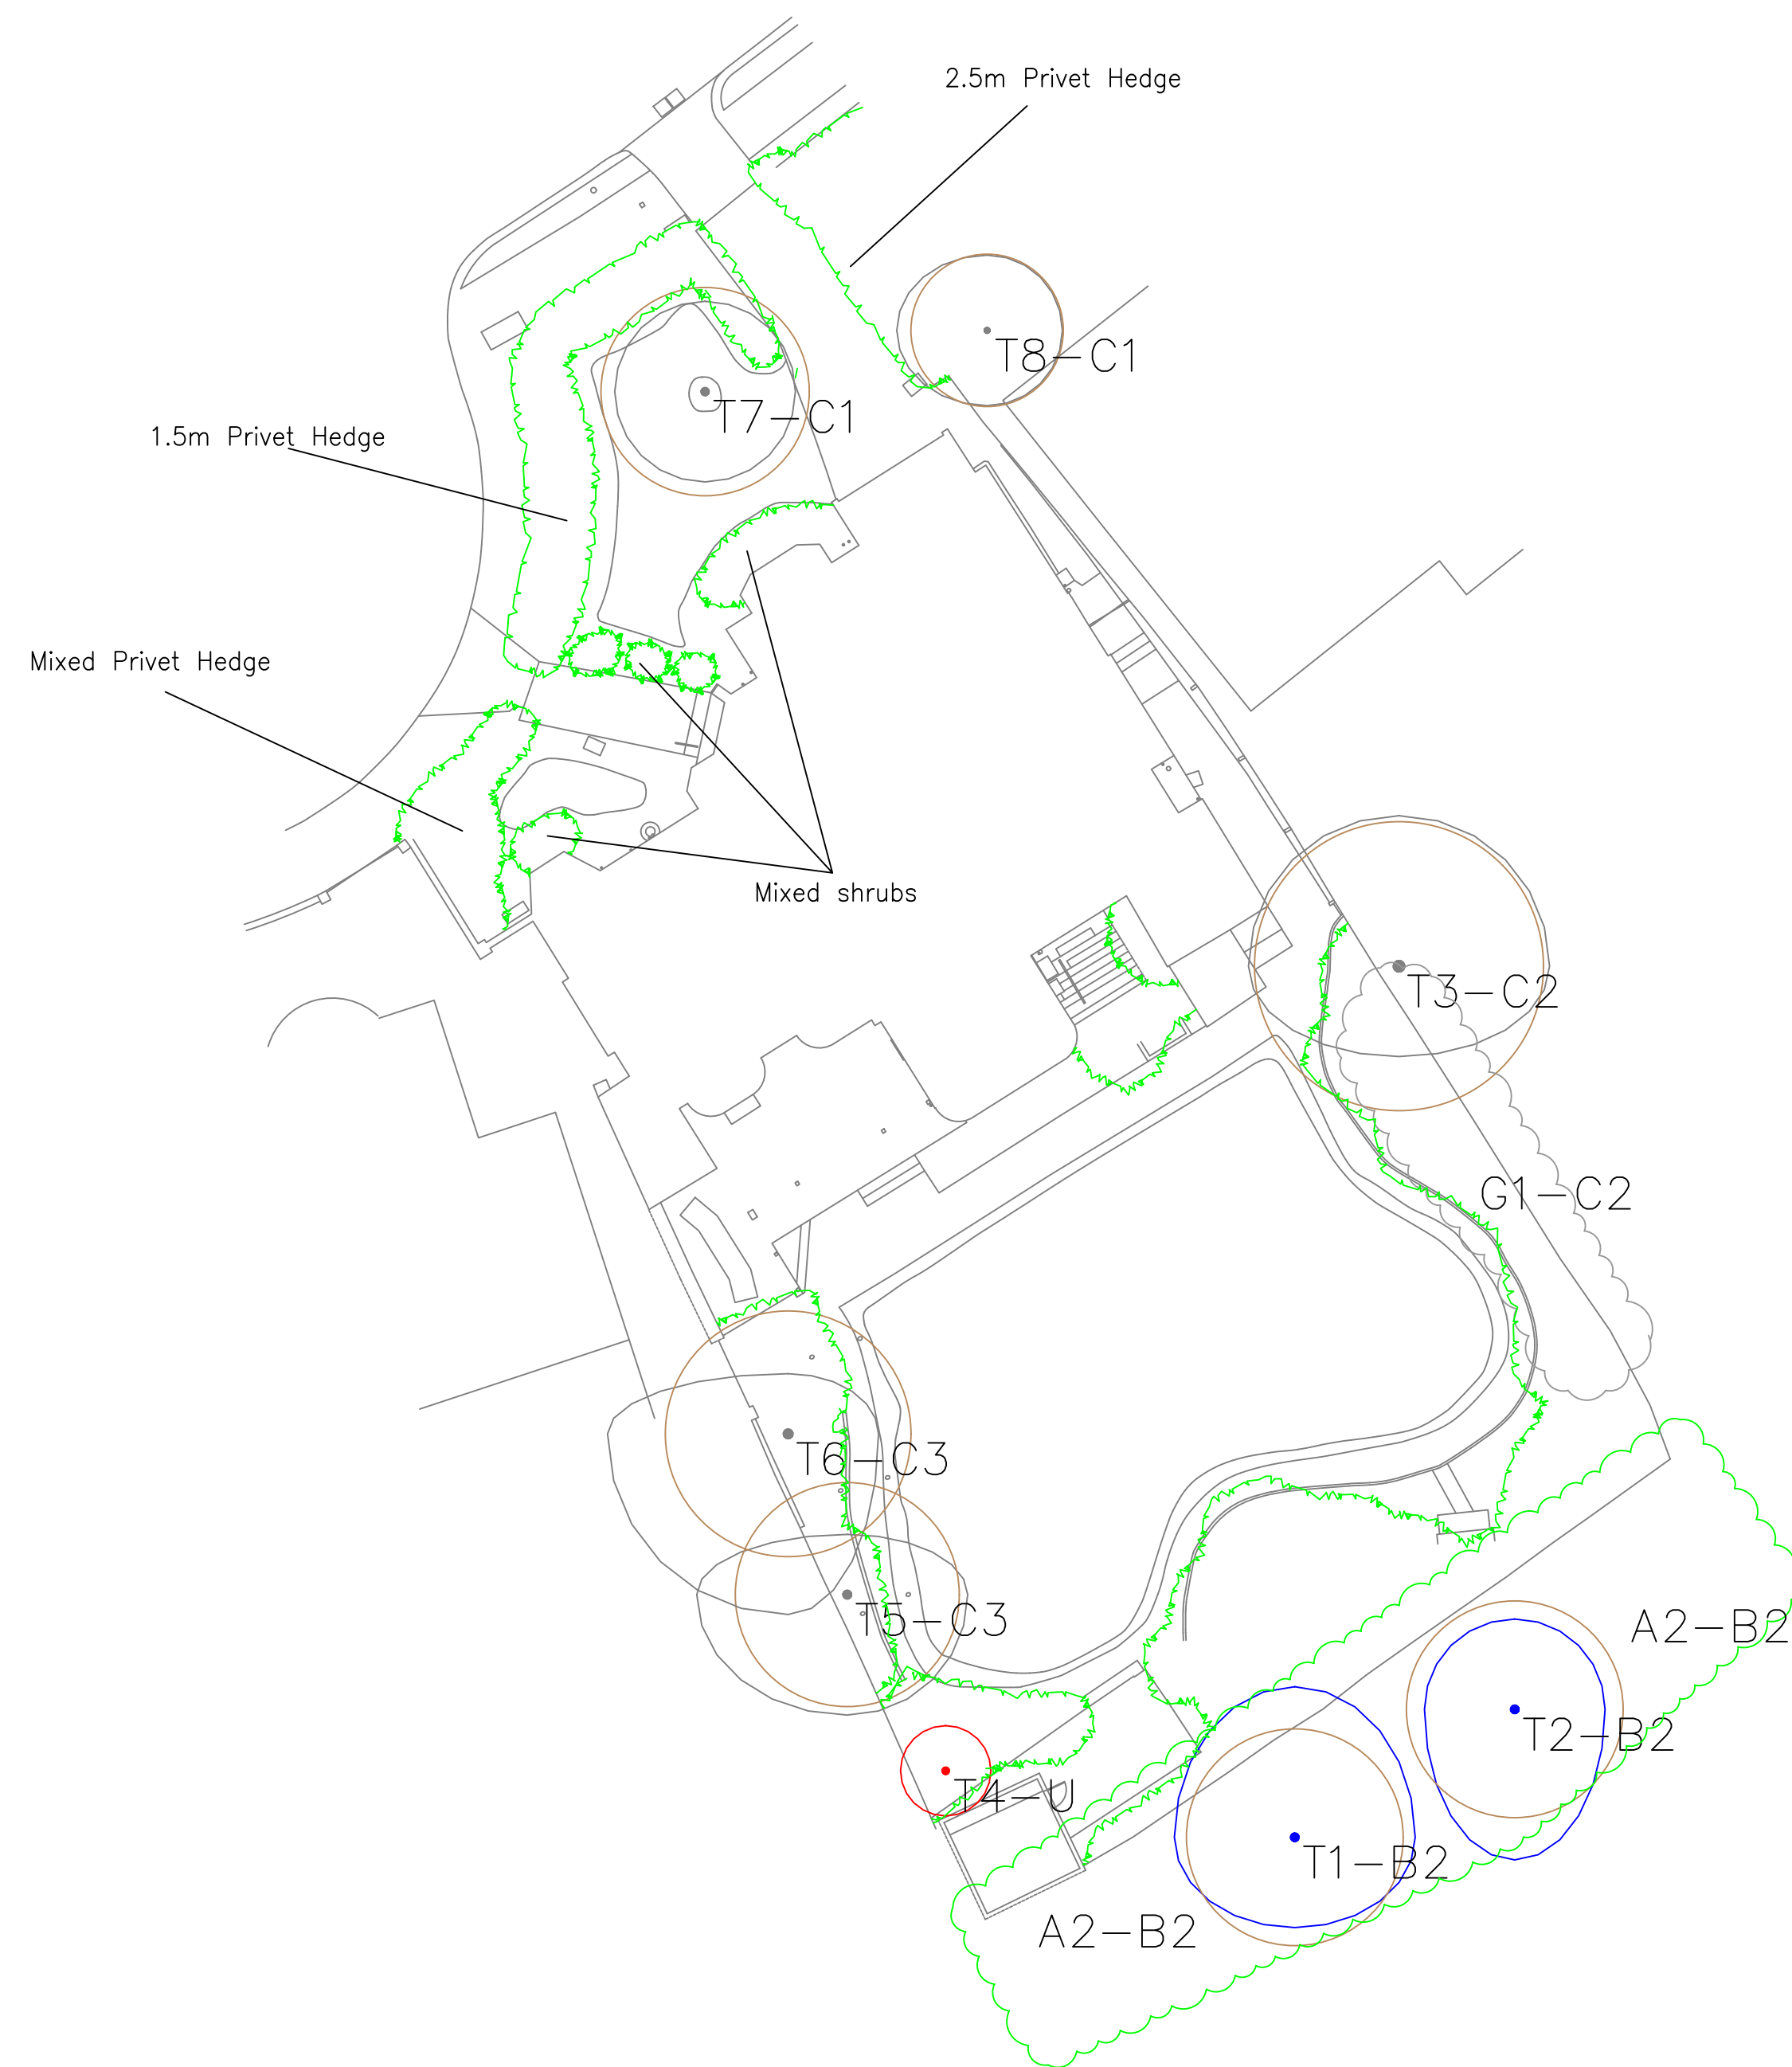 2.5m Privet Hedge
T8-C1
T7-C1
1.5m Privet Hedge
Mixed Privet Hedge
Mixed shrubs
T3-C2
G1-C2
T6-C3
T5-C3
A2-B2
T2-B2
T4-U
T1-B2
A2-B2